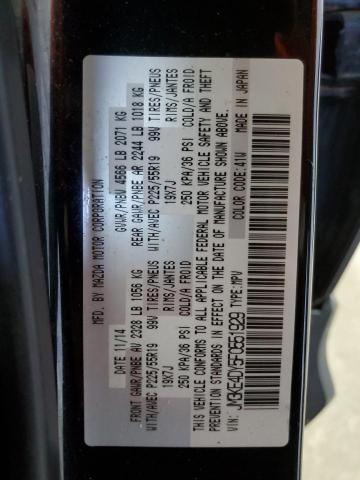 MFD. BY
MAZDA MOTOR CORPORATION
DATE 11/14 GVWR/PNBV 4566 LB 2071 KG
FRONT GAWR/PNBE AV 2328 LB 1056 KG REAR GAWR/PNBE AR 2244 LB 1018 KG
WITH/AVEC P225/55R19 99V TIRES/PNEUS WITH/AVEC P225/55R19 99V TIRES/PNEUS
19X7J RIMS/JANTES 19X7J RIMS/JANTES
250 KPA/36 PSI COLD/A FROID 250 KPA/36 PSI COLD/A FROID
THIS VEHICLE CONFORMS TO ALL APPLICABLE FEDERAL MOTOR VEHICLE SAFETY AND THEFT
PREVENTION STANDARDS IN EFFECT ON THE DATE OF MANUFACTURE SHOWN ABOVE.
TYPE: MPV COLOR CODE: 41W MADE IN JAPAN
VIN: